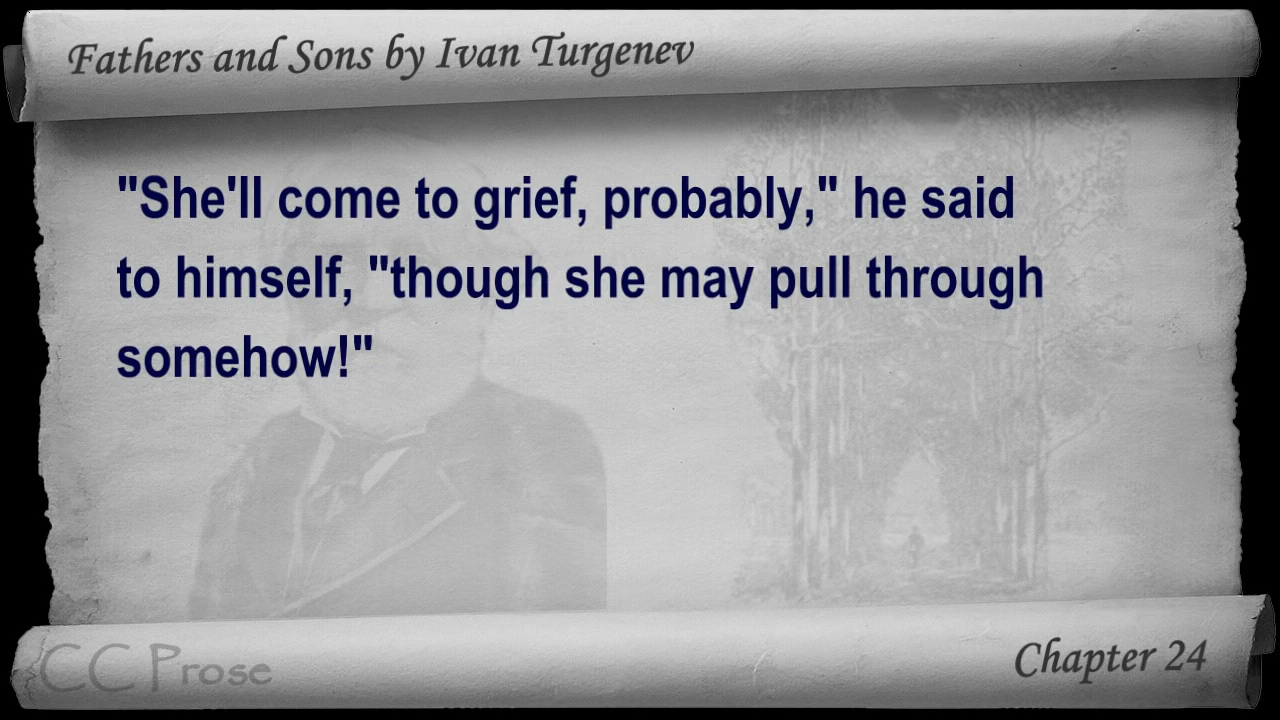 Fathers and Sons by Ivan Turgenev
"She'll come to grief, probably," he said
to himself, "though she may pull through
somehow!"
CC Prose
Chapter 24